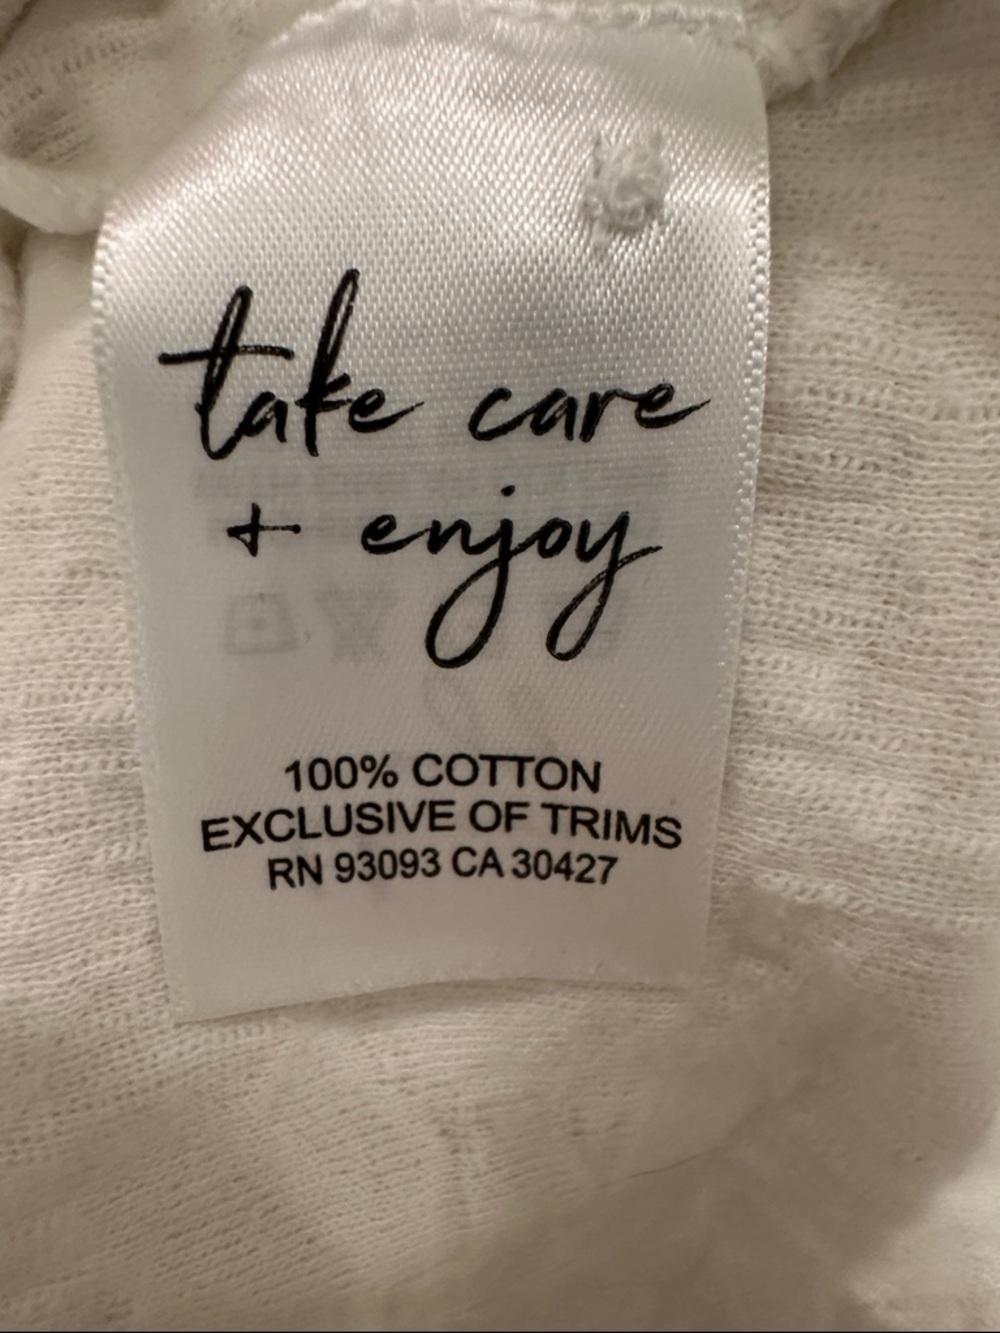 take care
+ enjoy
100% COTTON
EXCLUSIVE OF TRIMS
RN 93093 CA 30427